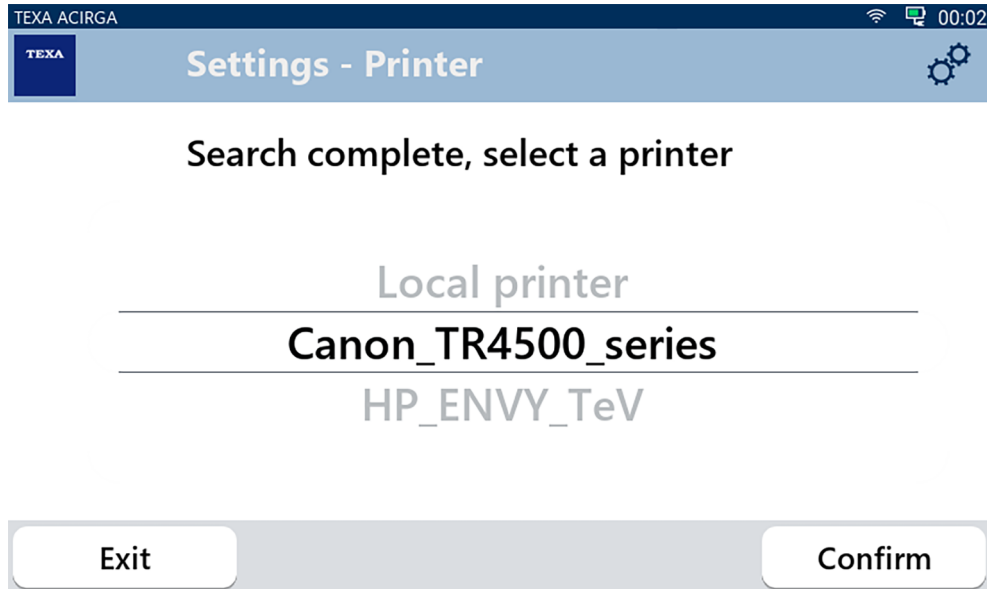 TEXA ACIRGA 00:02
TEXA Settings - Printer
Search complete, select a printer
Local printer
Canon_TR4500_series
HP_ENVY_TeV
Exit Confirm